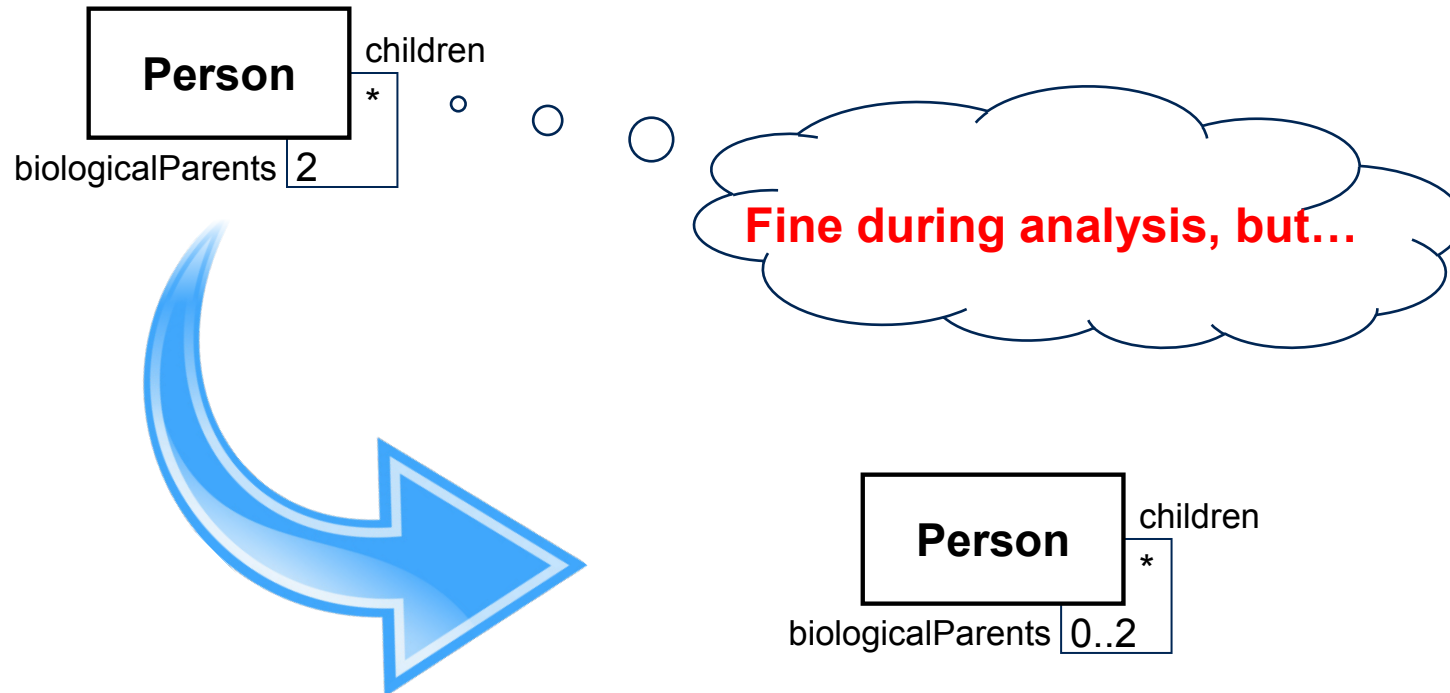 children
Person
*
biologicalParents 2
Fine during analysis, but…
children
Person
*
biologicalParents 0..2